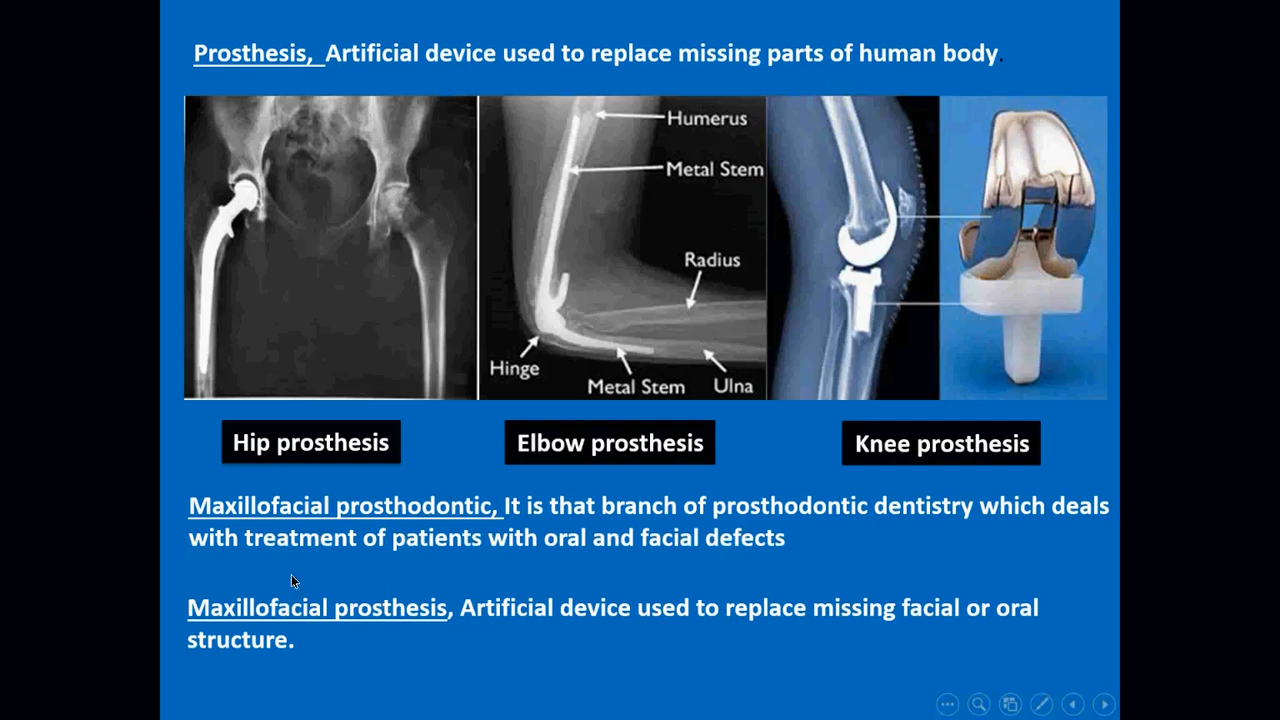 Prosthesis, Artificial device used to replace missing parts of human body.
Humerus
Metal Stem
Radius
Hinge
Metal Stem
Ulna
Hip prosthesis
Elbow prosthesis
Knee prosthesis
Maxillofacial prosthodontic, It is that branch of prosthodontic dentistry which deals
with treatment of patients with oral and facial defects
Maxillofacial prosthesis, Artificial device used to replace missing facial or oral
structure.